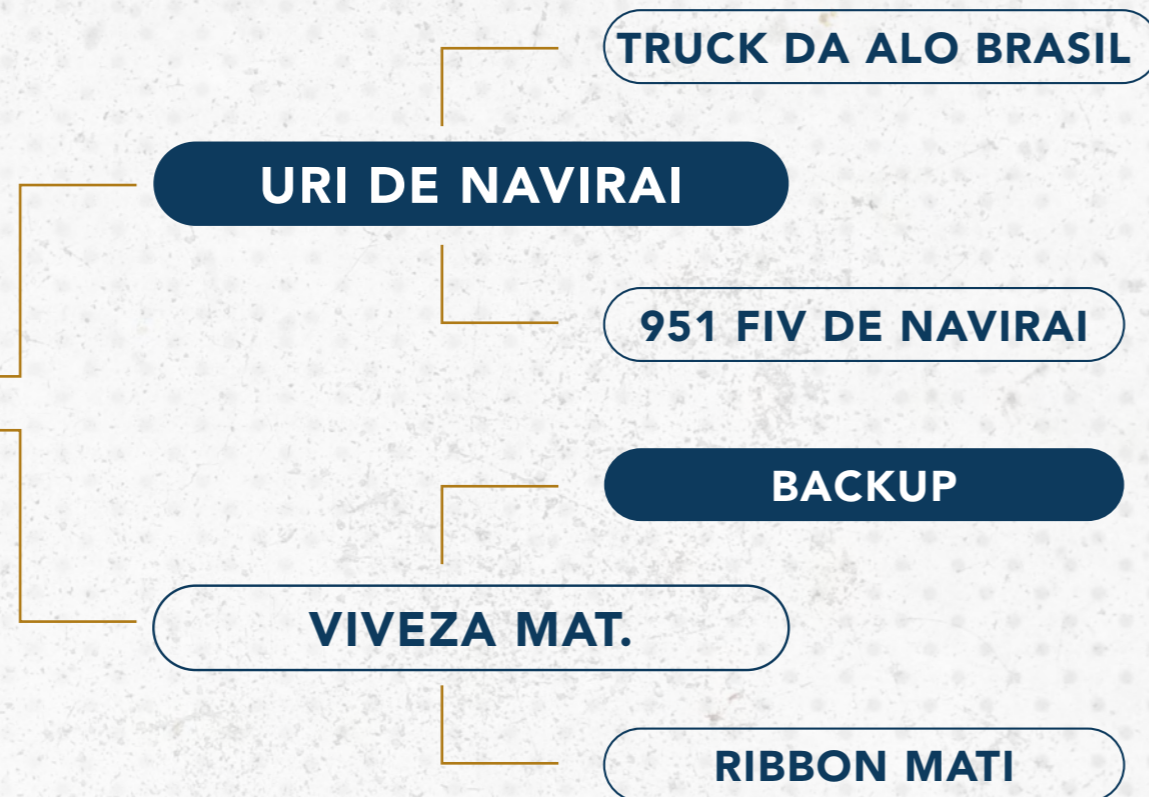 TRUCK DA ALO BRASIL
URI DE NAVIRAI
951 FIV DE NAVIRAI
BACKUP
VIVEZA MAT.
RIBBON MATI